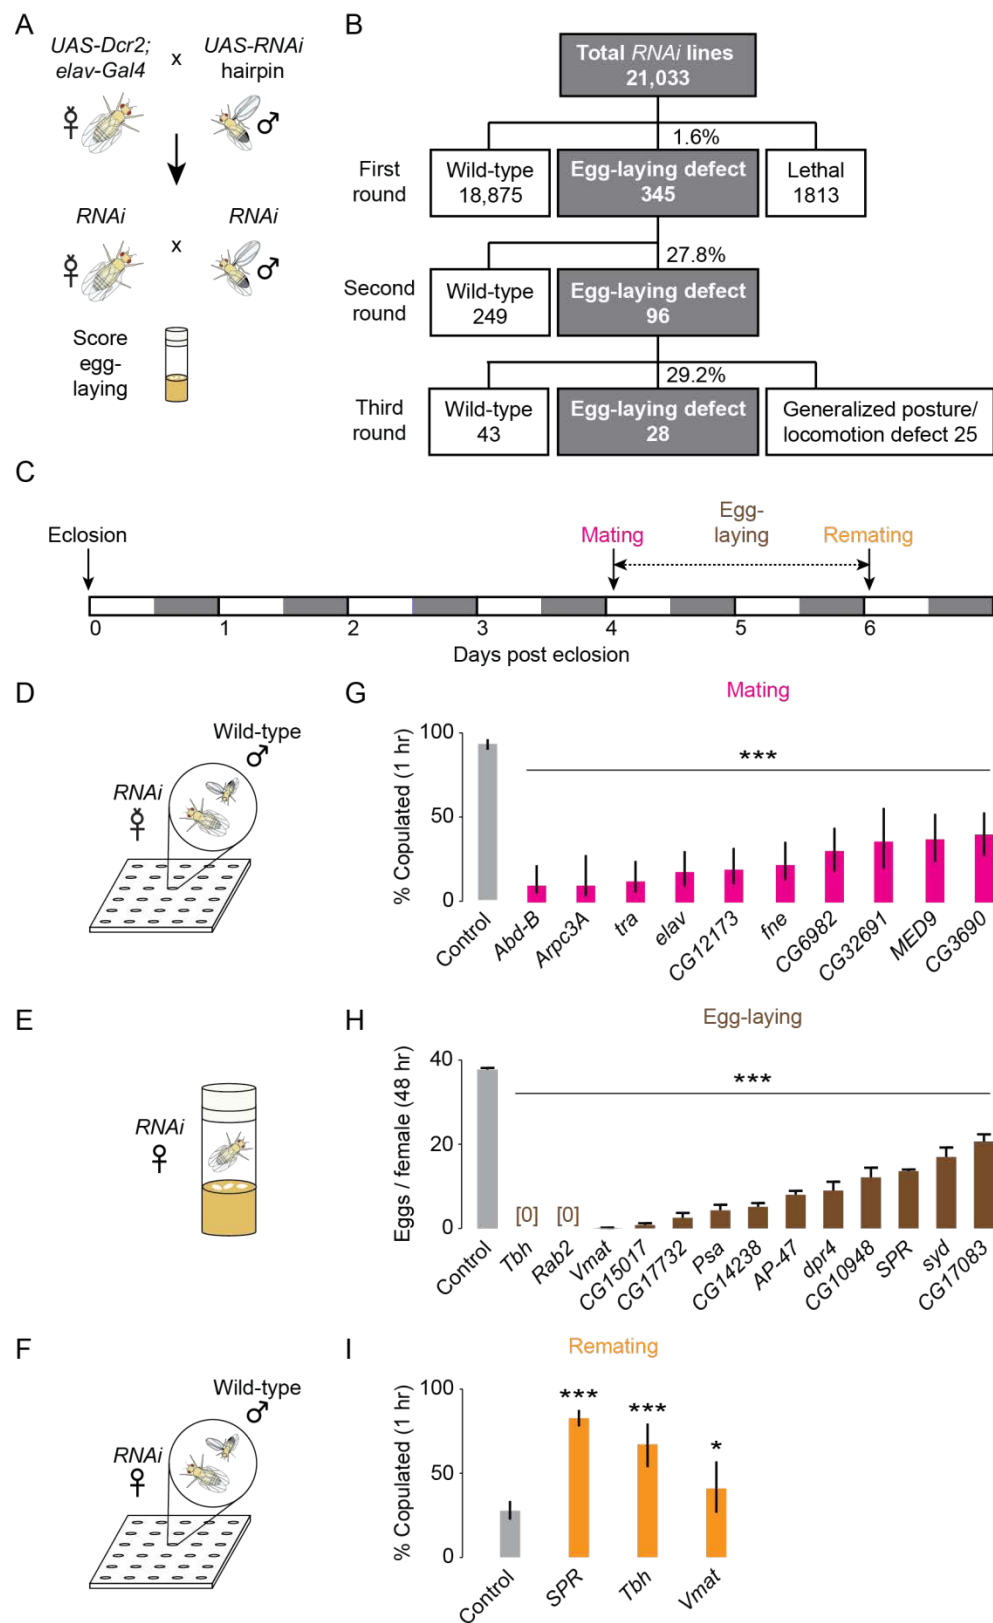 A
UAS-Dcr2;
elav-Gal4
x
UAS-RNAi
hairpin
RNAi
x
RNAi
Score
egg-
laying
B
Total RNAi lines
21,033
1.6%
First
round
Wild-type
18,875
Egg-laying defect
345
Lethal
1813
27.8%
Second
round
Wild-type
249
Egg-laying defect
96
29.2%
Third
round
Wild-type
43
Egg-laying defect
28
Generalized posture/
locomotion defect 25
C
Eclosion
Mating
Egg-
laying
Remating
0 1 2 3 4 5 6
Days post eclosion
D
Wild-type
♂
RNAi
G
Mating
% Copulated (1 hr)
100
50
0
***
Control
Abd-B
Arpc3A
tra
elav
CG12173
fne
CG6982
CG32691
MED9
CG3690
E
RNAi
♀
H
Egg-laying
Eggs / female (48 hr)
40
20
0
***
[0] [0]
Control
Tbh
Rab2
Vmat
CG15017
CG17732
Psa
CG14238
AP-47
dpr4
CG10948
SPR
syd
CG17083
F
Wild-type
♂
RNAi
♀
I
Remating
% Copulated (1 hr)
100
50
0
***
***
*
Control
SPR
Tbh
Vmat